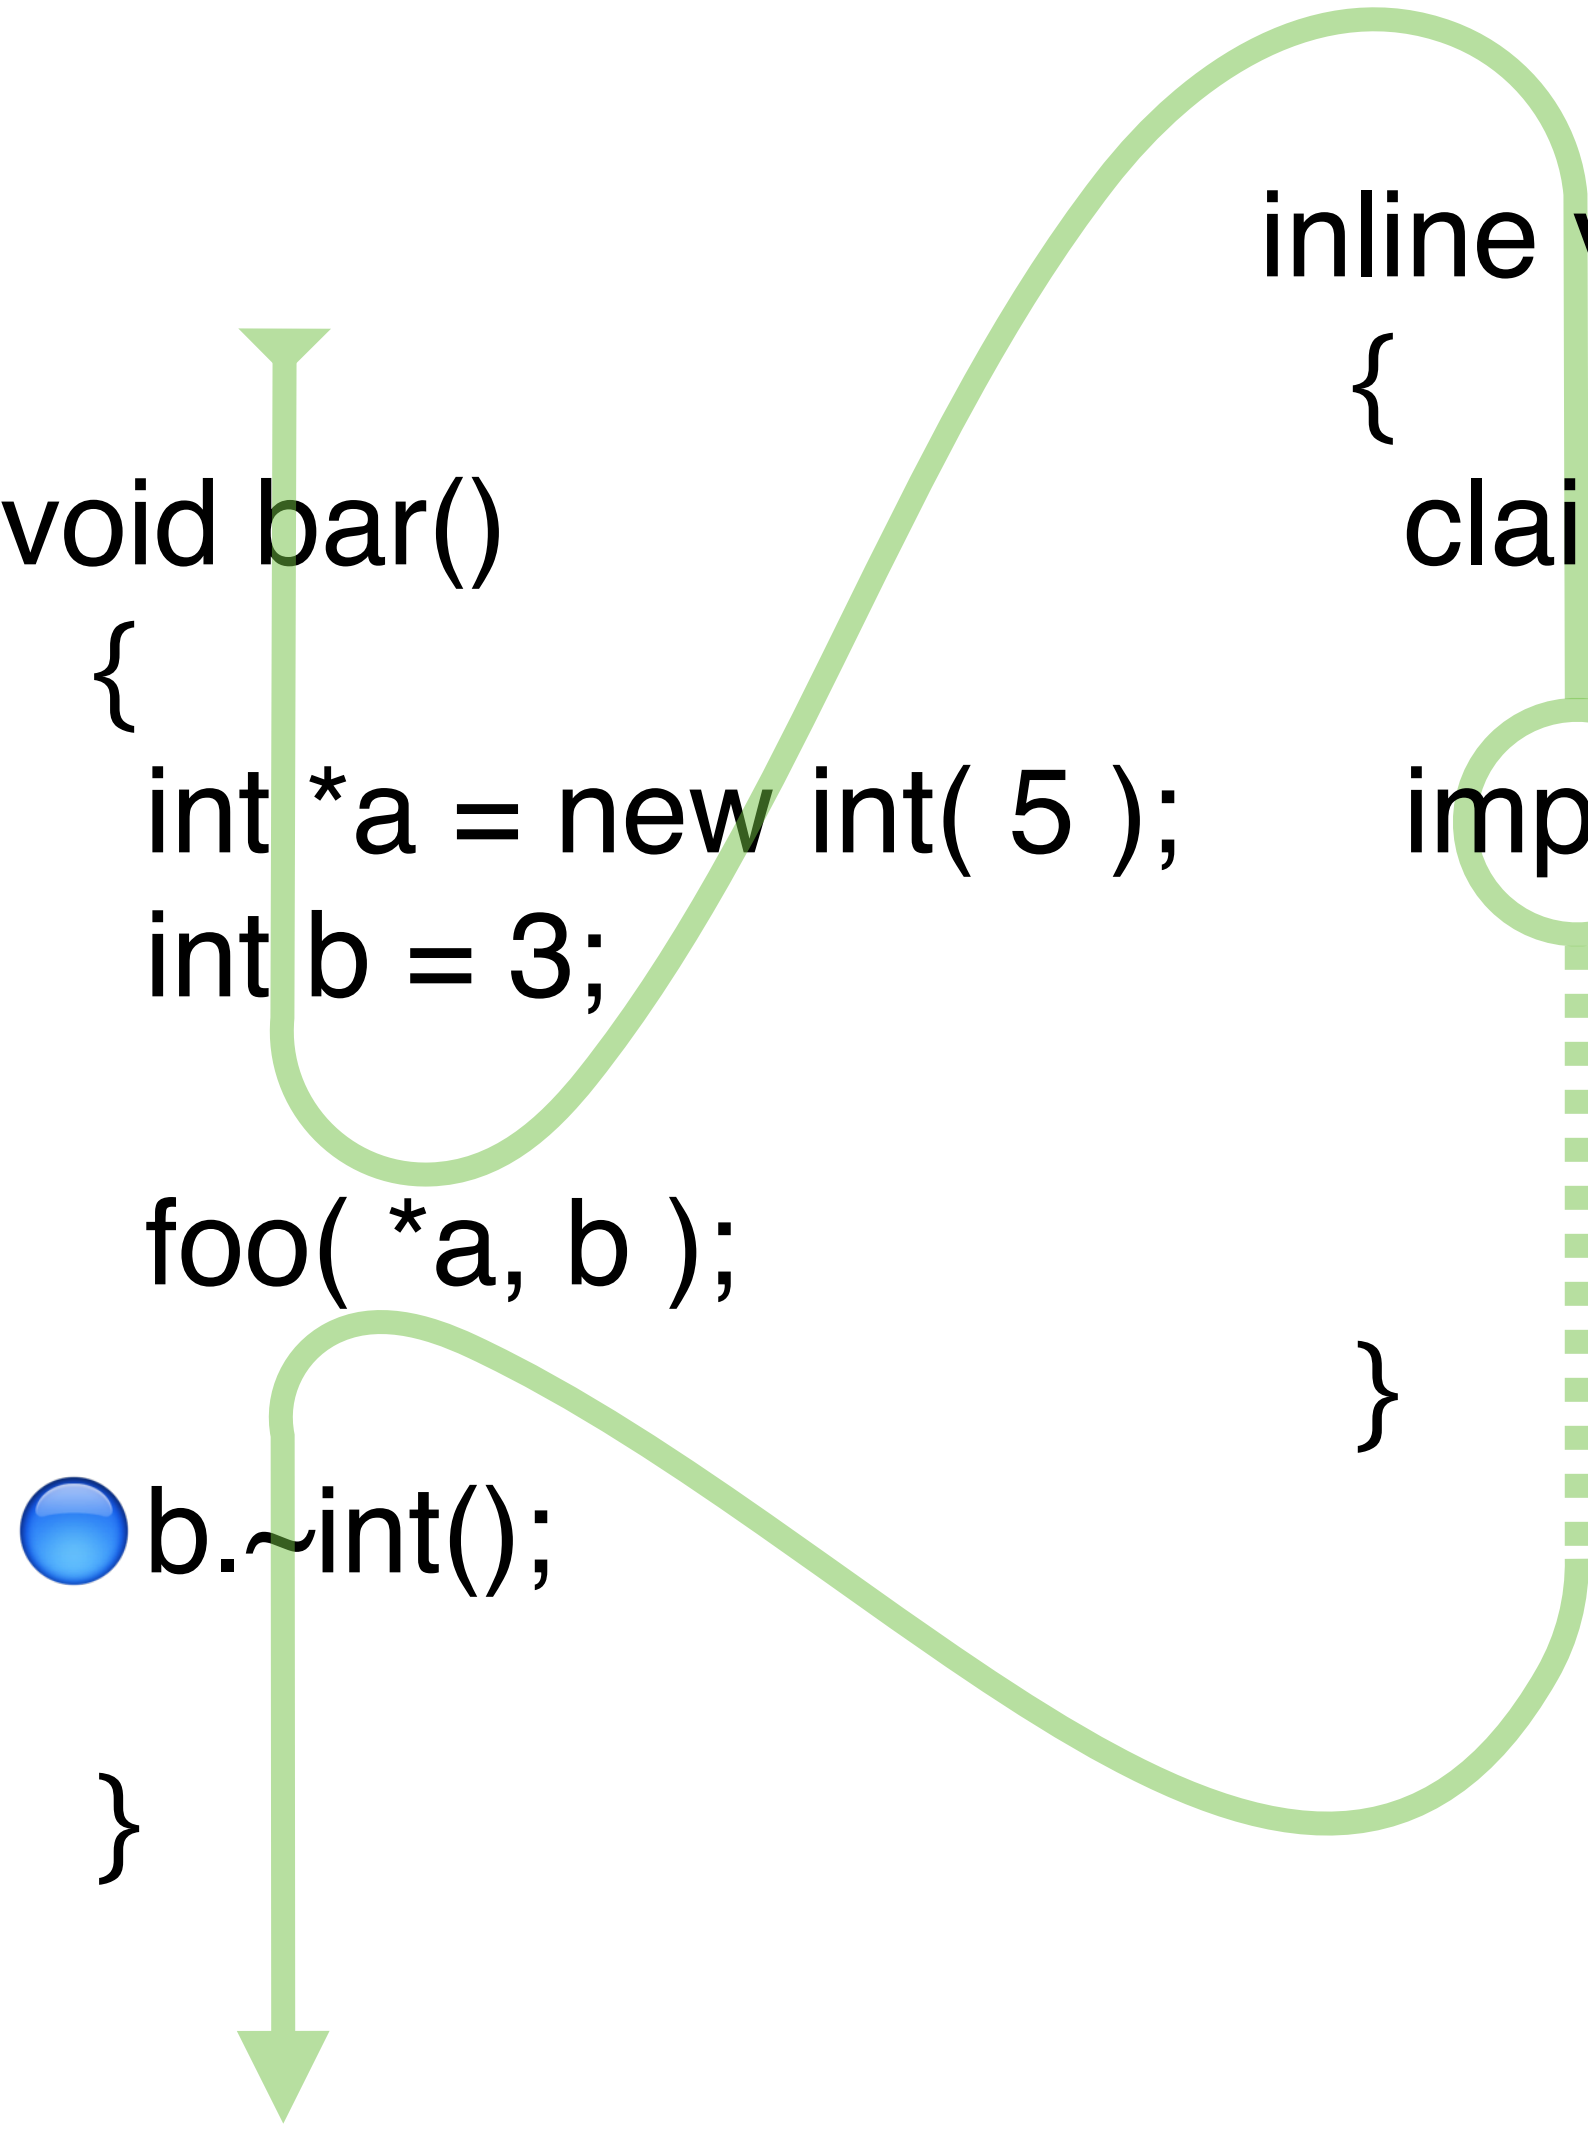 void bar()
{
int *a = new int( 5 );
int b = 3;
foo( *a, b );
b.~int();
}
inline
{
clai
imp
}